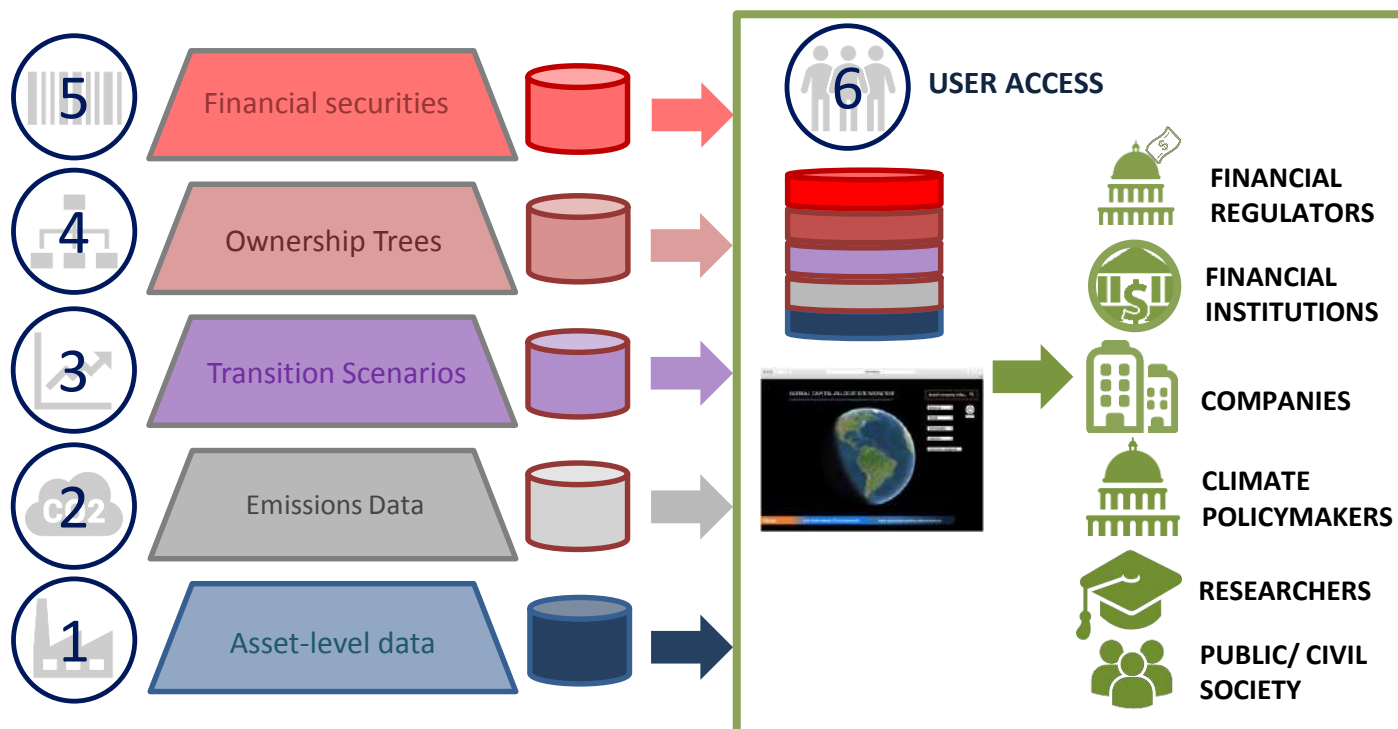 5
Financial securities
4
Ownership Trees
3
Transition Scenarios
CO2
2
Emissions Data
1
Asset-level data
6
USER ACCESS
$
FINANCIAL
REGULATORS
$
FINANCIAL
INSTITUTIONS
COMPANIES
CLIMATE
POLICYMAKERS
RESEARCHERS
PUBLIC/ CIVIL
SOCIETY